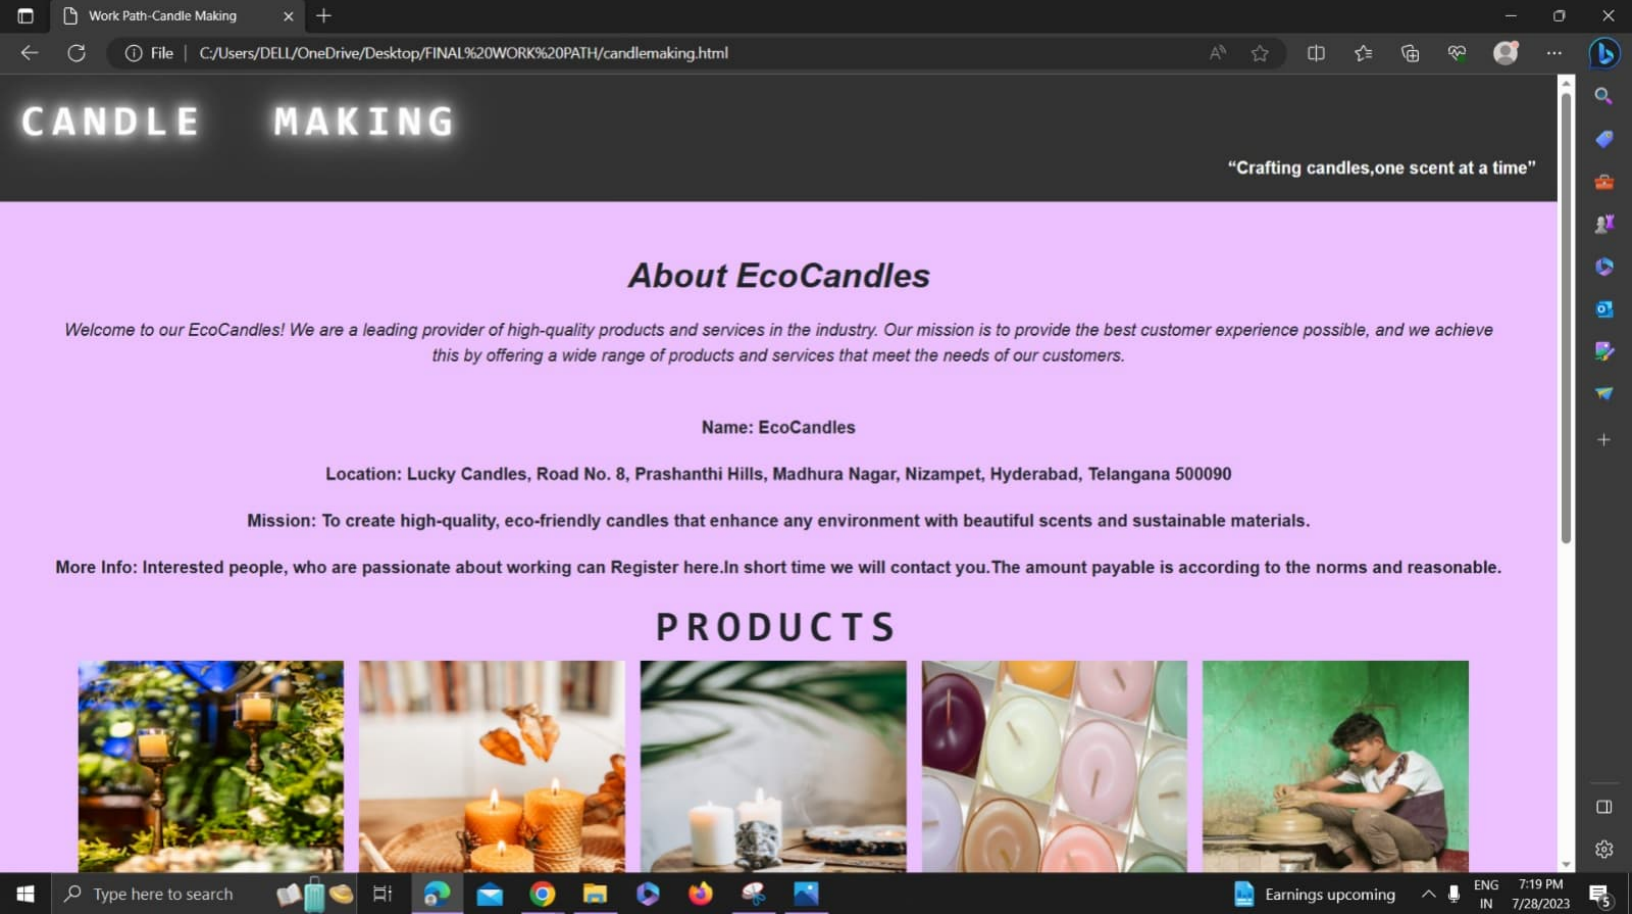 Work Path-Candle Making
File
C:/Users/DELL/OneDrive/Desktop/FINAL%20WORK%20PATH/candlemaking.html
CANDLE MAKING
“Crafting candles,one scent at a time”
About EcoCandles
Welcome to our EcoCandles! We are a leading provider of high-quality products and services in the industry. Our mission is to provide the best customer experience possible, and we achieve
this by offering a wide range of products and services that meet the needs of our customers.
Name: EcoCandles
Location: Lucky Candles, Road No. 8, Prashanthi Hills, Madhura Nagar, Nizampet, Hyderabad, Telangana 500090
Mission: To create high-quality, eco-friendly candles that enhance any environment with beautiful scents and sustainable materials.
More Info: Interested people, who are passionate about working can Register here.In short time we will contact you.The amount payable is according to the norms and reasonable.
PRODUCTS
Type here to search
Earnings upcoming
ENG
IN
7:19 PM
7/28/2023
5